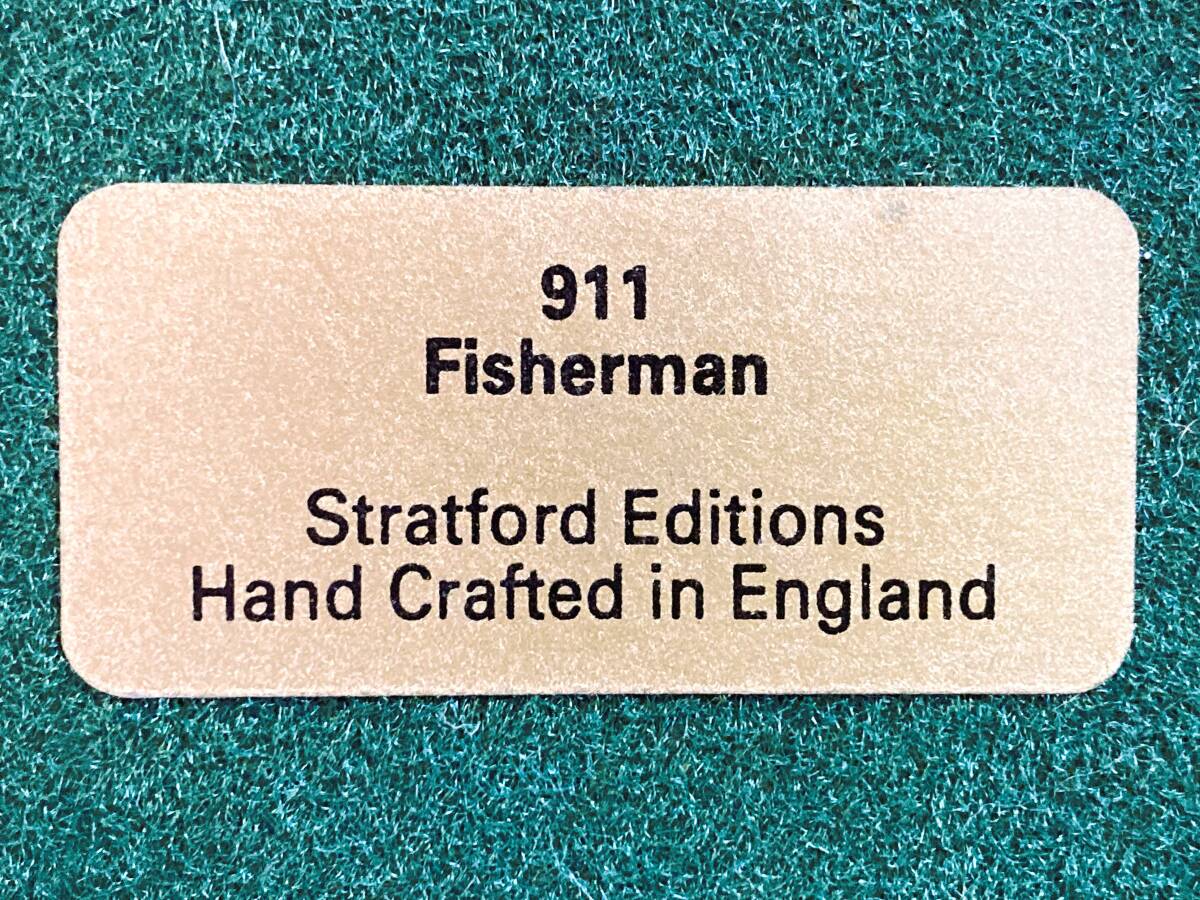 911
Fisherman
Stratford Editions
Hand Crafted in England